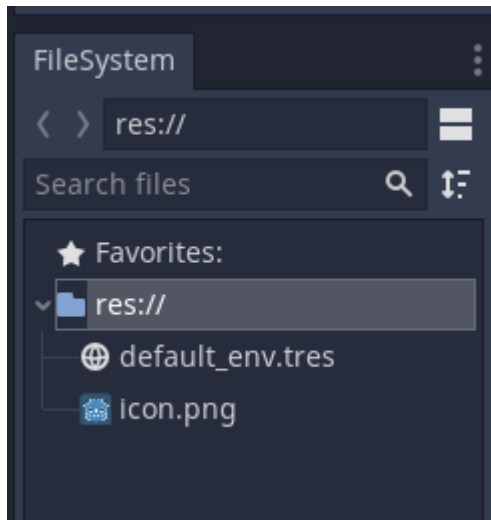 FileSystem
res://
Search files
Favorites:
res://
default_env.tres
icon.png